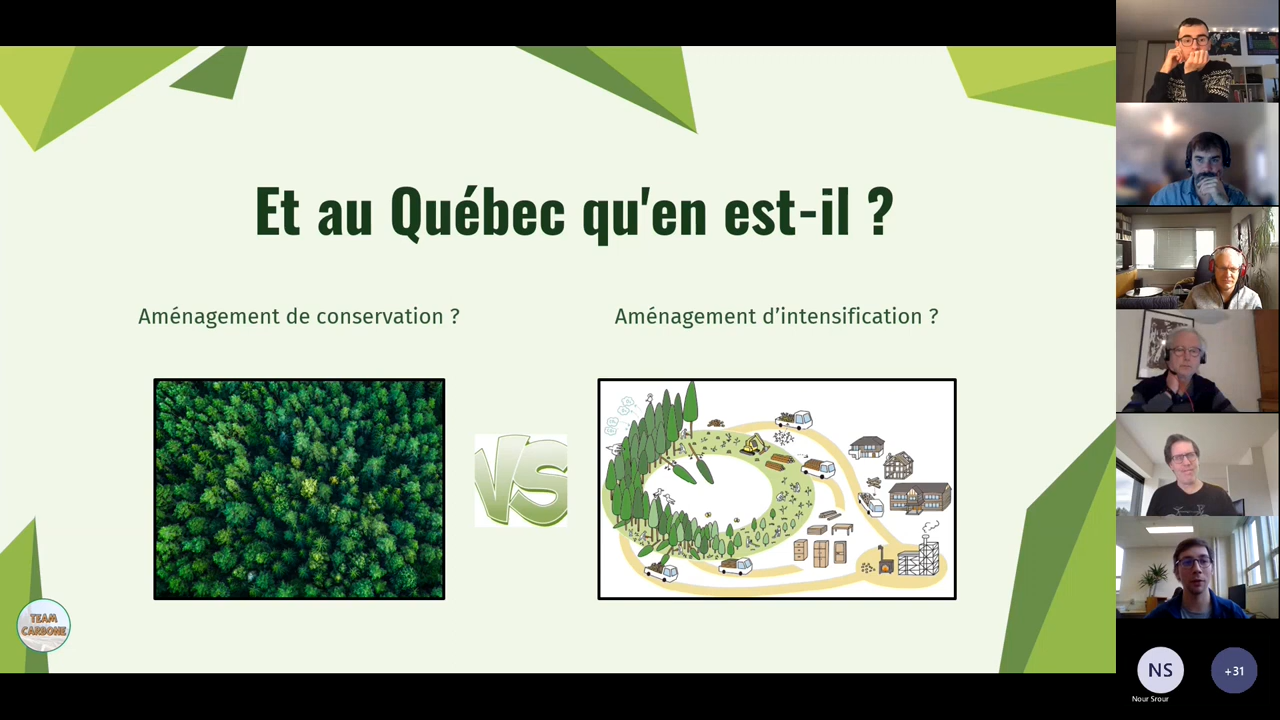 Et au Québec qu'en est-il ?
Aménagement de conservation ?
Aménagement d’intensification ?
VS
TEAM
CARBONE
NS
+31
Nour Srour